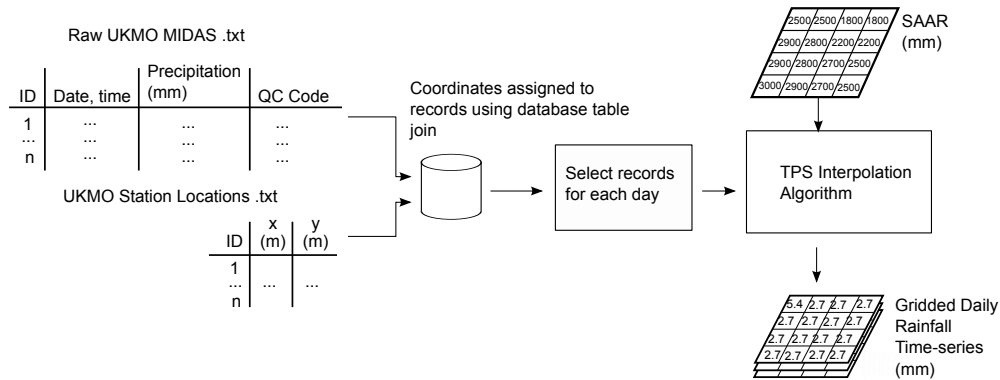 Raw UKMO MIDAS .txt
ID Date, time Precipitation (mm) QC Code
1 ... ... ...
... ... ... ...
n ... ... ...
UKMO Station Locations .txt
ID x (m) y (m)
1
... ... ...
n
Coordinates assigned to
records using database table
join
Select records
for each day
2500 2500 1800 1800
2900 2800 2200 2200
2900 2800 2700 2500
3000 2900 2700 2500
SAAR
(mm)
TPS Interpolation
Algorithm
5.4 2.7 2.7 2.7
2.7 2.7 2.7 2.7
2.7 2.7 2.7 2.7
2.7 2.7 2.7 2.7
Gridded Daily
Rainfall
Time-series
(mm)